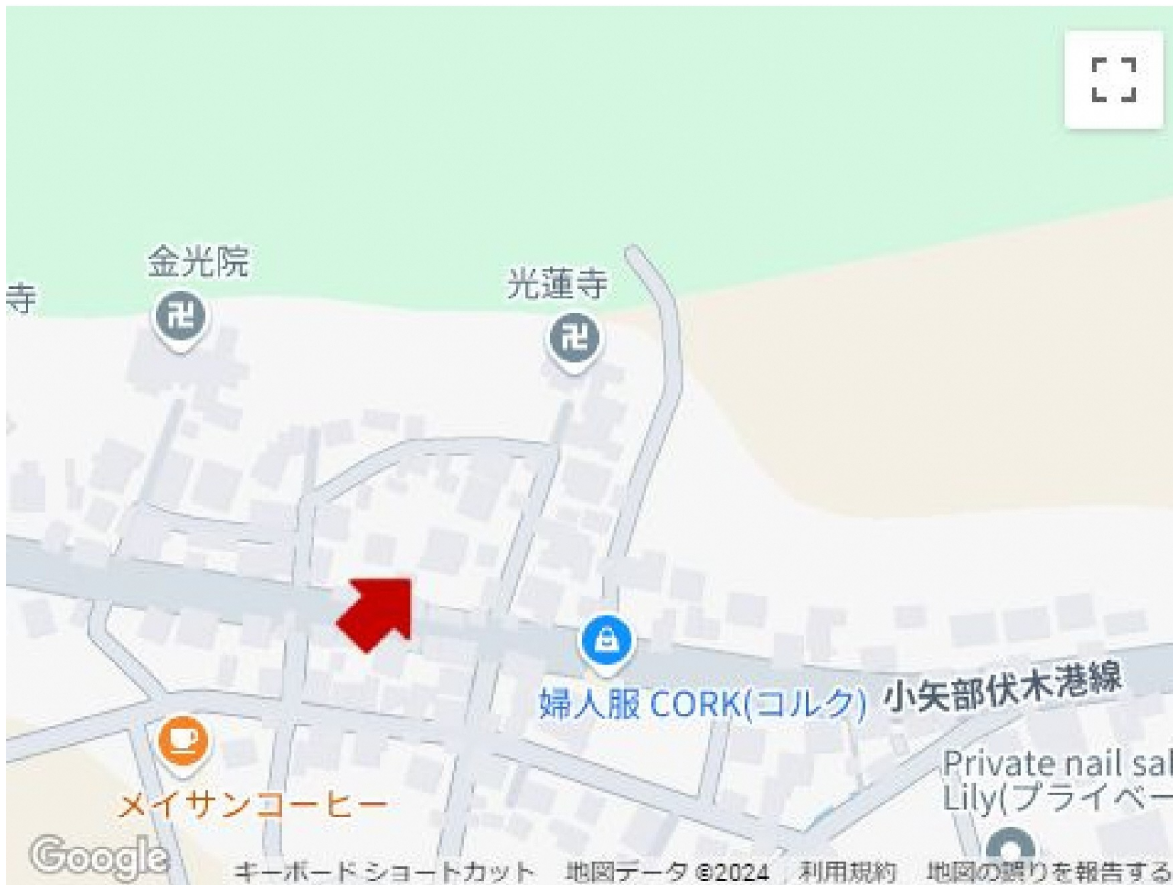 金光院
寺
光蓮寺
婦人服 CORK(コルク)
小矢部伏木港線
メイサンコーヒー
Private nail sal
Lily(プライベー
Google
キーボード ショートカット
地図データ ©2024
利用規約
地図の誤りを報告する